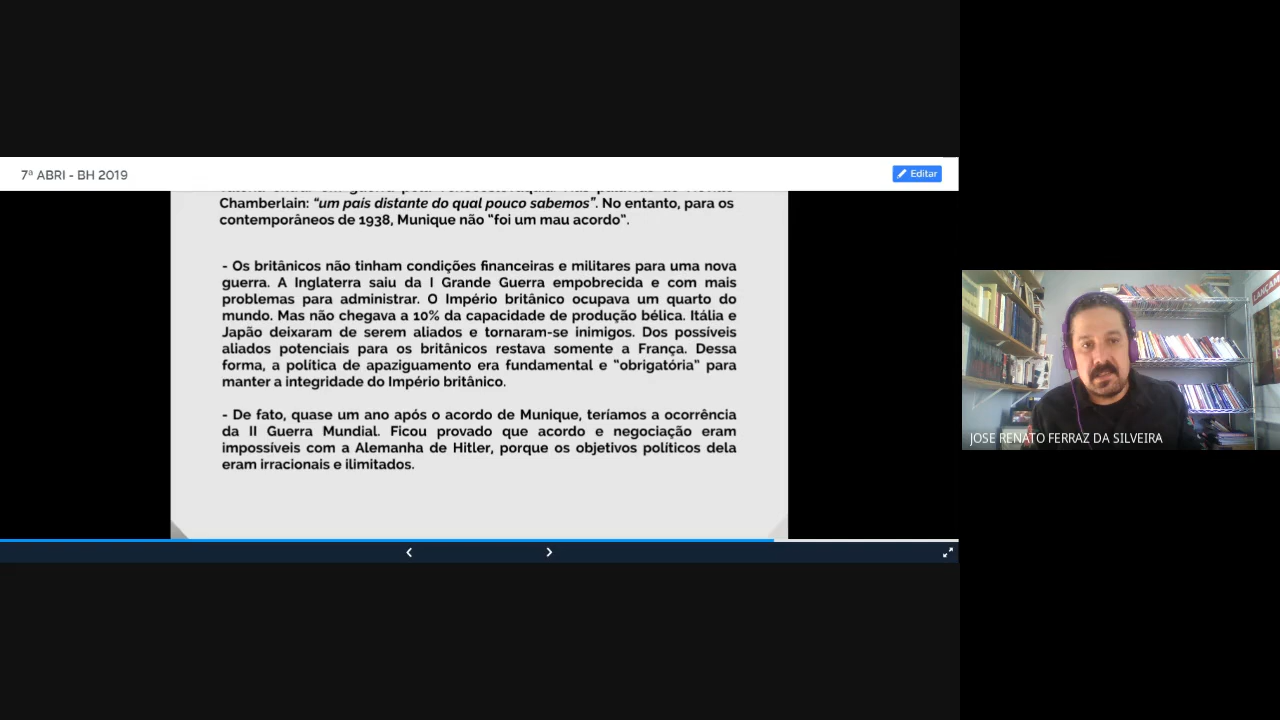 7ª ABRI - BH 2019
Editar
Chamberlain: “um país distante do qual pouco sabemos”. No entanto, para os
contemporâneos de 1938, Munique não “foi um mau acordo”.
- Os britânicos não tinham condições financeiras e militares para uma nova
guerra. A Inglaterra saiu da I Grande Guerra empobrecida e com mais
problemas para administrar. O Império britânico ocupava um quarto do
mundo. Mas não chegava a 10% da capacidade de produção bélica. Itália e
Japão deixaram de serem aliados e tornaram-se inimigos. Dos possíveis
aliados potenciais para os britânicos restava somente a França. Dessa
forma, a política de apaziguamento era fundamental e “obrigatória” para
manter a integridade do Império britânico.
- De fato, quase um ano após o acordo de Munique, teríamos a ocorrência
da II Guerra Mundial. Ficou provado que acordo e negociação eram
impossíveis com a Alemanha de Hitler, porque os objetivos políticos dela
eram irracionais e ilimitados.
JOSE RENATO FERRAZ DA SILVEIRA